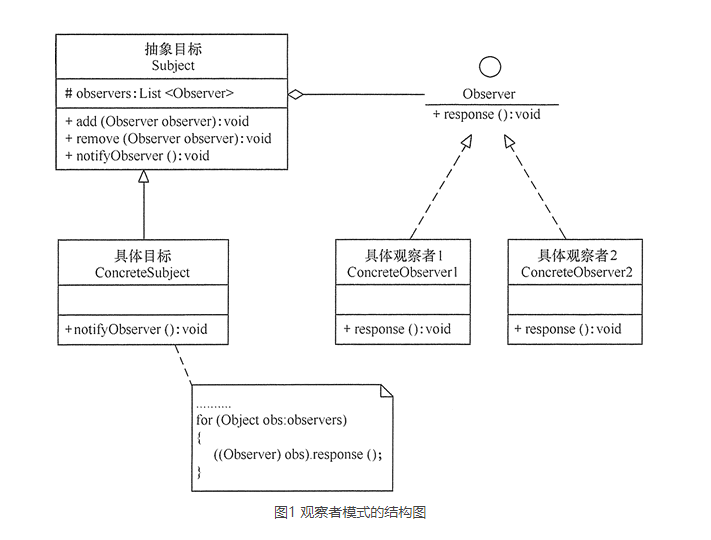 抽象目标
Subject
# observers:List <Observer>
+ add (Observer observer):void
+ remove (Observer observer):void
+ notifyObserver ():void
Observer
+ response ():void
具体目标
ConcreteSubject
+notifyObserver ():void
具体观察者1
ConcreteObserver1
+ response ():void
具体观察者2
ConcreteObserver2
+ response ():void
..........
for (Object obs:observers)
{
((Observer) obs).response ();
}
图1 观察者模式的结构图